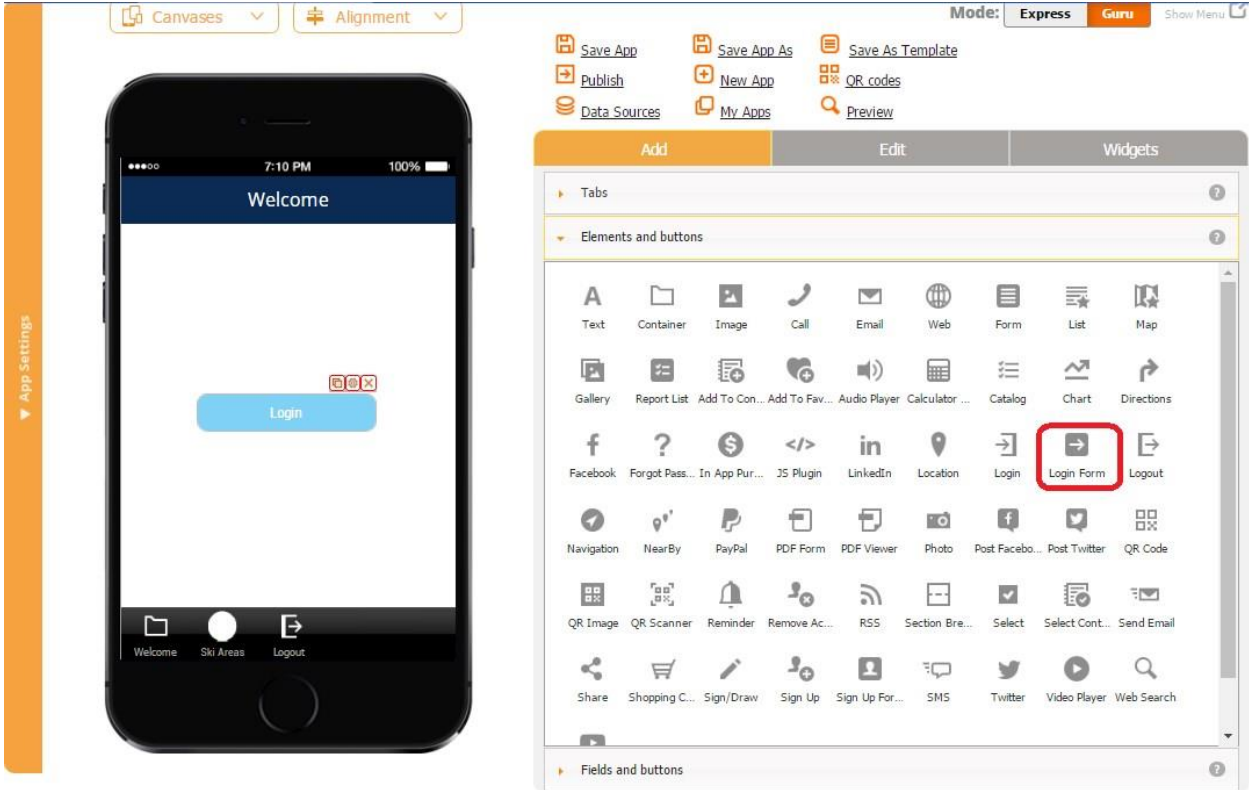 Canvases
Alignment
Mode: Express Guru Show Menu
Save App Save App As Save As Template
Publish New App QR codes
Data Sources My Apps Preview
Add Edit Widgets
Tabs
Elements and buttons
Text Container Image Call Email Web Form List Map
Gallery Report List Add To Con... Add To Fav... Audio Player Calculator ... Catalog Chart Directions
Facebook Forgot Pass... In App Pur... JS Plugin LinkedIn Location Login Login Form Logout
Navigation NearBy PayPal PDF Form PDF Viewer Photo Post Facebo... Post Twitter QR Code
QR Image QR Scanner Reminder Remove Ac... RSS Section Bre... Select Select Cont... Send Email
Share Shopping C... Sign/Draw Sign Up Sign Up For... SMS Twitter Video Player Web Search
Fields and buttons
App Settings
7:10 PM 100%
Welcome
Login
Welcome Ski Areas Logout